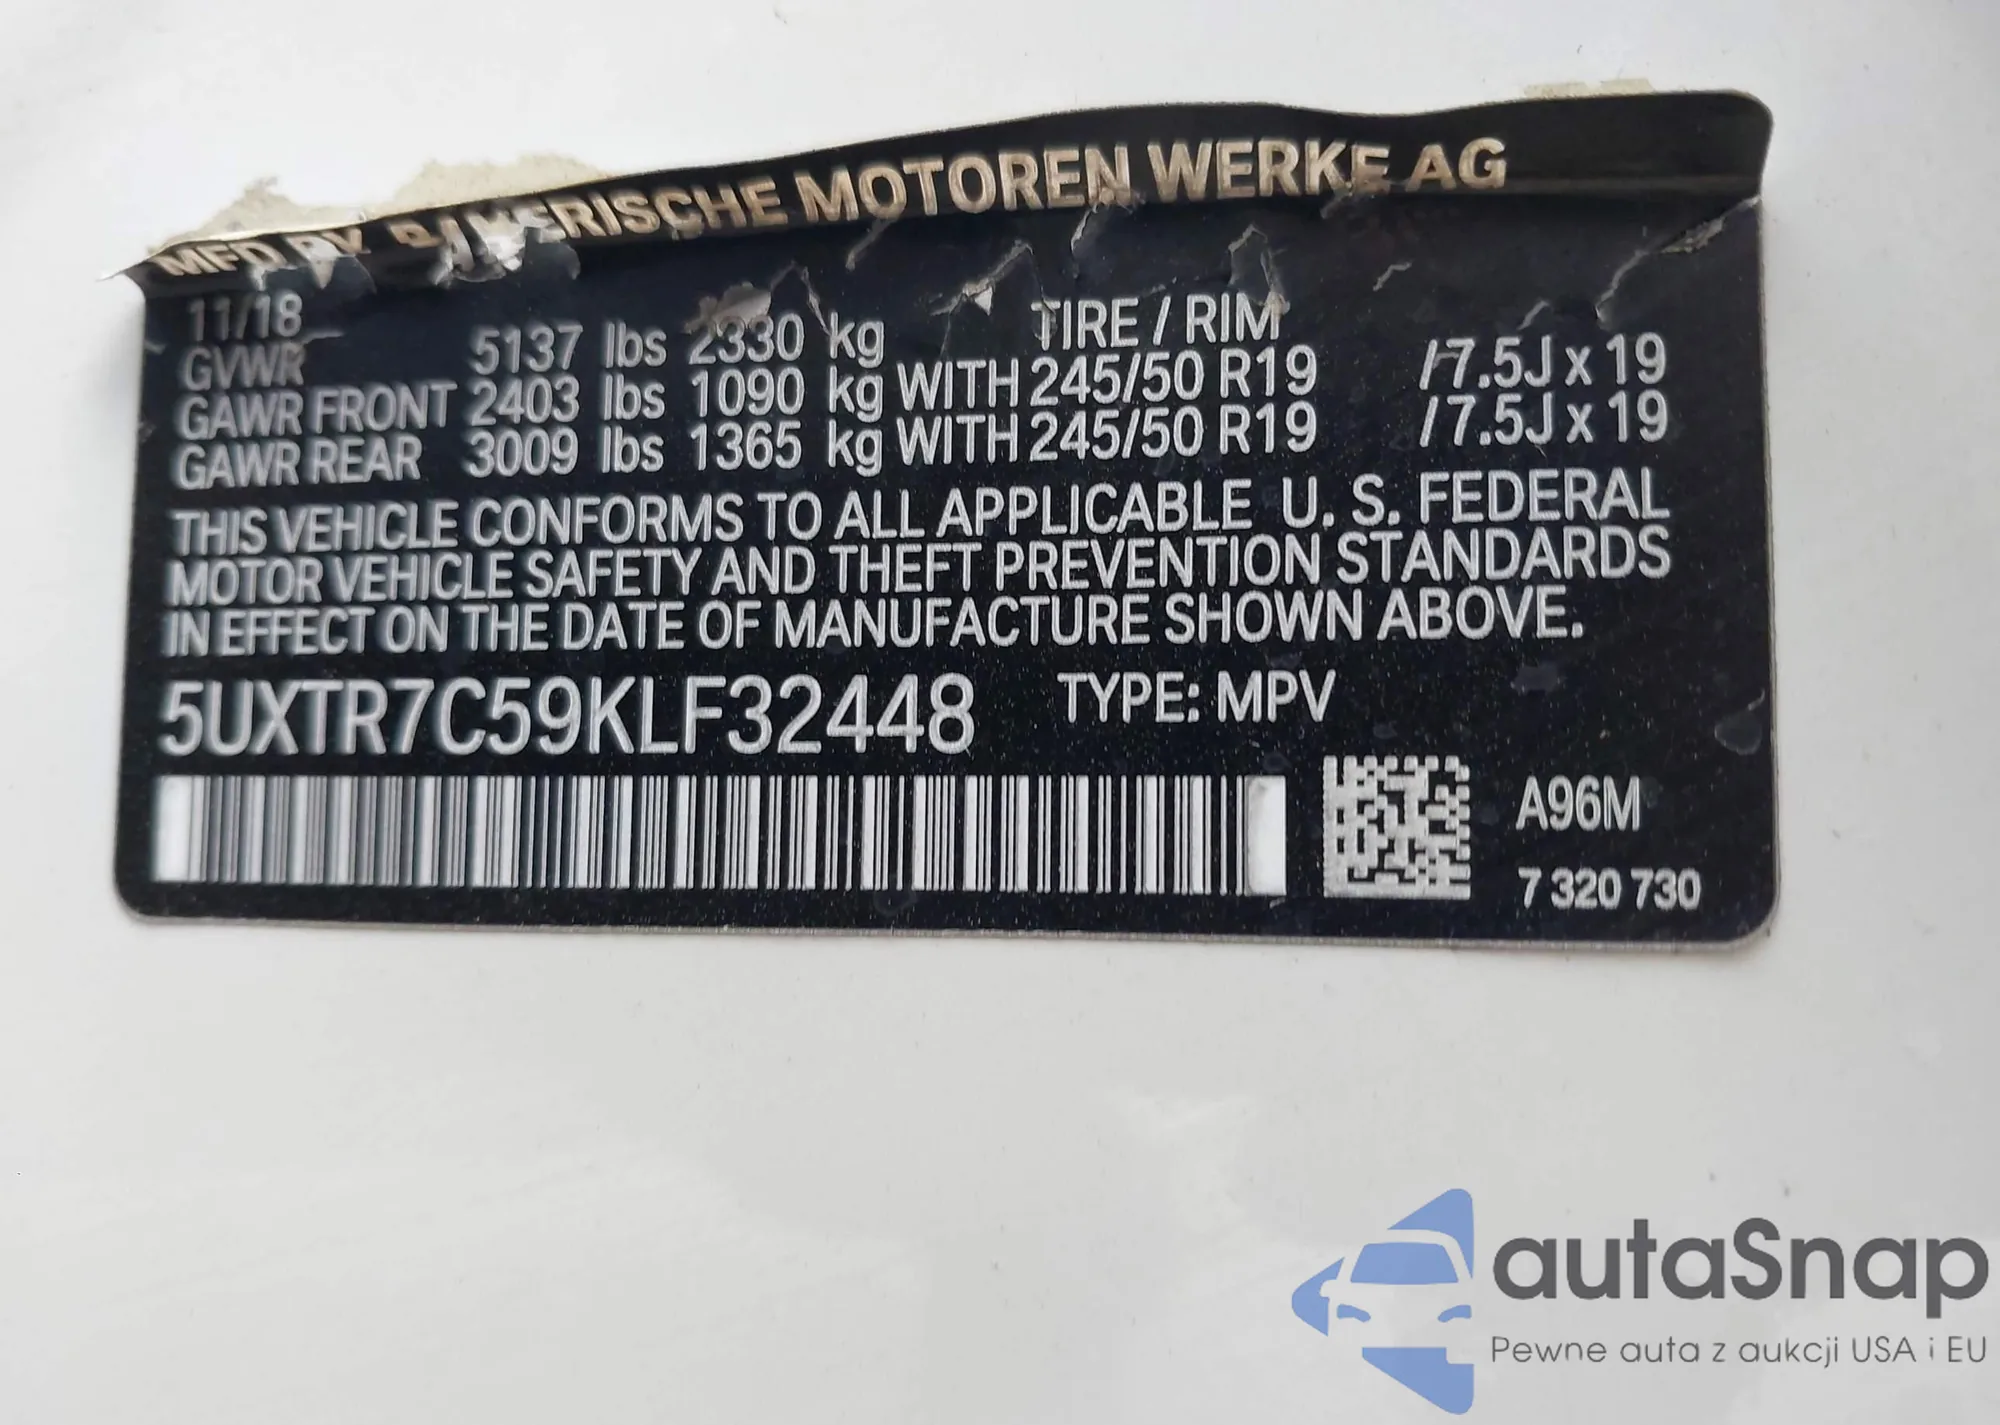 MFD BY BAYERISCHE MOTOREN WERKE AG
11/18 TIRE / RIM
GVWR 5137 lbs 2330 kg
GAWR FRONT 2403 lbs 1090 kg WITH 245/50 R19 /7.5J x 19
GAWR REAR 3009 lbs 1365 kg WITH 245/50 R19 /7.5J x 19
THIS VEHICLE CONFORMS TO ALL APPLICABLE U. S. FEDERAL
MOTOR VEHICLE SAFETY AND THEFT PREVENTION STANDARDS
IN EFFECT ON THE DATE OF MANUFACTURE SHOWN ABOVE.
5UXTR7C59KLF32448 TYPE: MPV
A96M
7 320 730
autaSnap
Pewne auta z aukcji USA i EU